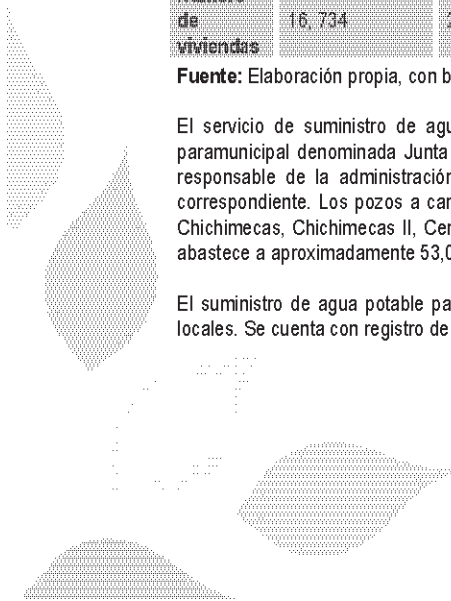 de 16, 734
viviendas
Fuente: Elaboración propia, con b
El servicio de suministro de agu
paramunicipal denominada Junta
responsable de la administración
correspondiente. Los pozos a car
Chichimecas, Chichimecas II, Cer
abastece a aproximadamente 53,0
El suministro de agua potable pa
locales. Se cuenta con registro de